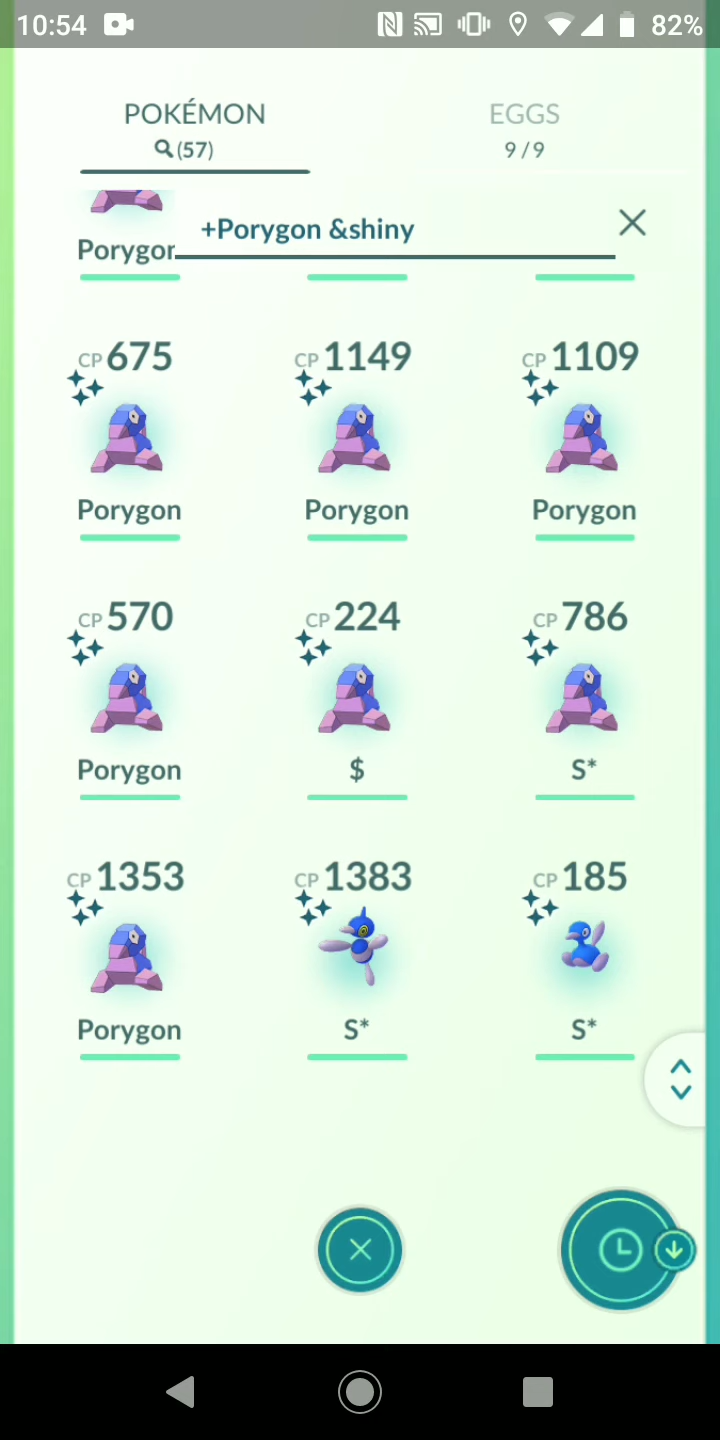 10:54 82%
POKÉMON EGGS
(57) 9 / 9
+Porygon &shiny
Porygon
CP 675 CP 1149 CP 1109
Porygon Porygon Porygon
CP 570 CP 224 CP 786
Porygon $ S*
CP 1353 CP 1383 CP 185
Porygon S* S*